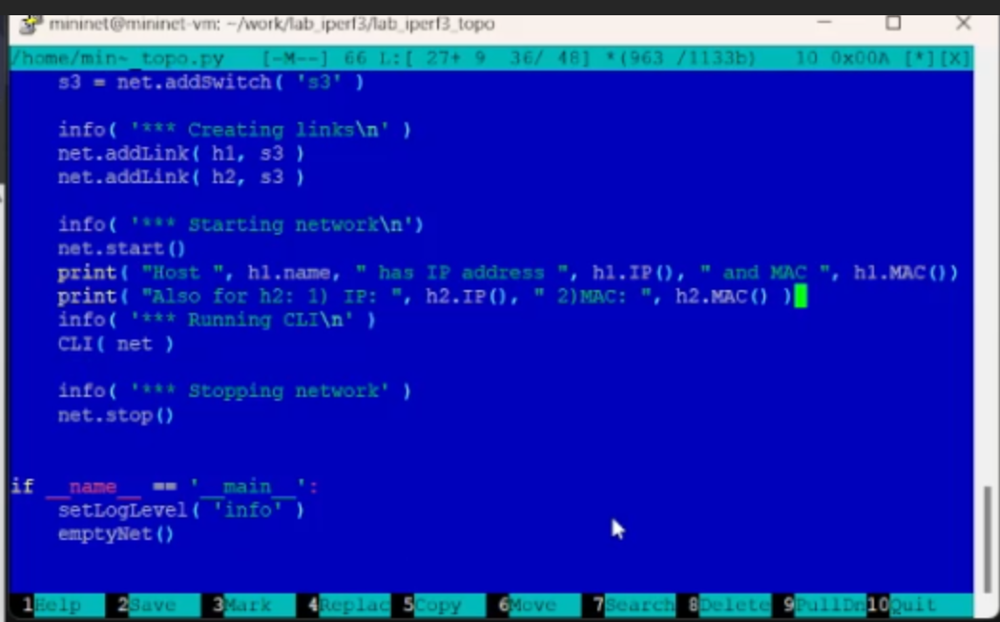 mininet@mininet-vm: ~/work/lab_iperf3/lab_iperf3_topo
/home/min~_topo.py [-M--] 66 L:[ 27+ 9 36/ 48] *(963 /1133b) 10 0x00A [*][X]
s3 = net.addSwitch( 's3' )
info( '*** Creating links\n' )
net.addLink( h1, s3 )
net.addLink( h2, s3 )
info( '*** Starting network\n')
net.start()
print( "Host ", h1.name, " has IP address ", h1.IP(), " and MAC ", h1.MAC())
print( "Also for h2: 1) IP: ", h2.IP(), " 2)MAC: ", h2.MAC() )
info( '*** Running CLI\n' )
CLI( net )
info( '*** Stopping network' )
net.stop()
if __name__ == '__main__':
setLogLevel( 'info' )
emptyNet()
1Help 2Save 3Mark 4Replac 5Copy 6Move 7Search 8Delete 9PullDn 10Quit